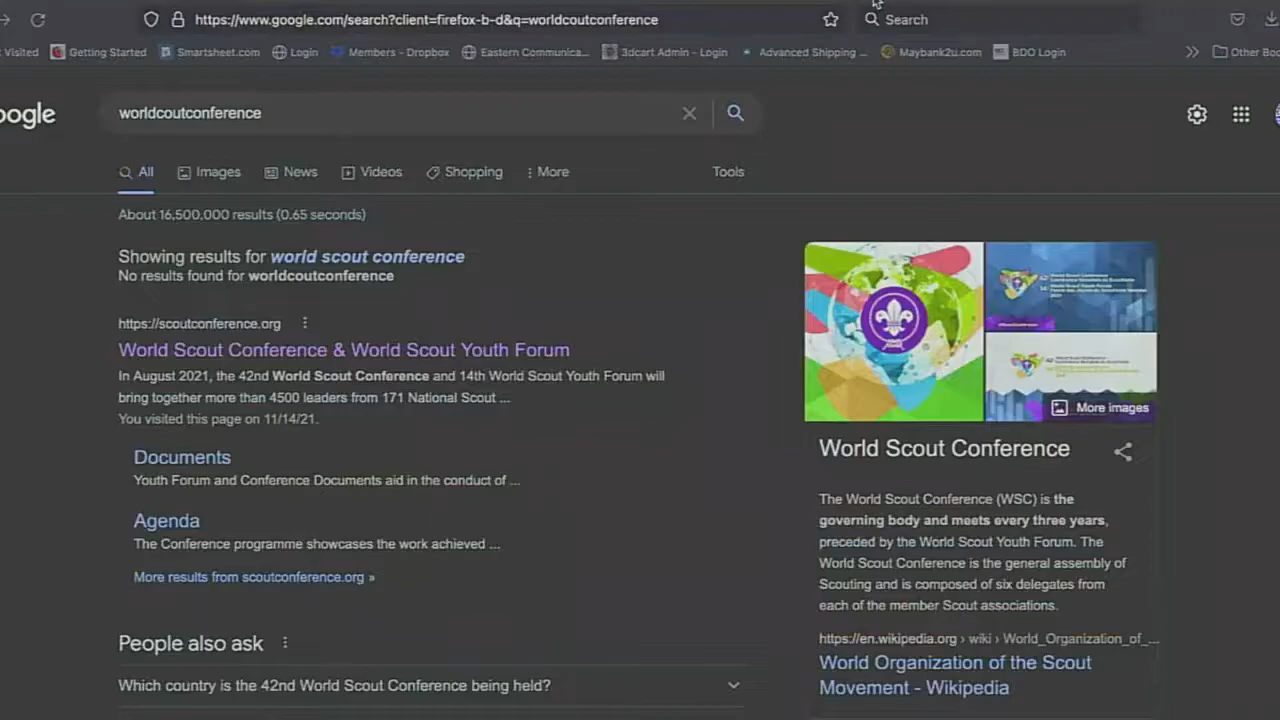 https://www.google.com/search?client=firefox-b-d&q=worldcoutconference
Search
Visited
Getting Started
Smartsheet.com
Login
Members - Dropbox
Eastern Communica...
3dcart Admin - Login
Advanced Shipping ...
Maybank2u.com
BDO Login
Other Boo
oogle
worldcoutconference
All
Images
News
Videos
Shopping
More
Tools
About 16,500,000 results (0.65 seconds)
Showing results for world scout conference
No results found for worldcoutconference
https://scoutconference.org
World Scout Conference & World Scout Youth Forum
In August 2021, the 42nd World Scout Conference and 14th World Scout Youth Forum will
bring together more than 4500 leaders from 171 National Scout ...
You visited this page on 11/14/21.
Documents
Youth Forum and Conference Documents aid in the conduct of ...
Agenda
The Conference programme showcases the work achieved ...
More results from scoutconference.org »
People also ask
Which country is the 42nd World Scout Conference being held?
More images
World Scout Conference
The World Scout Conference (WSC) is the
governing body and meets every three years,
preceded by the World Scout Youth Forum. The
World Scout Conference is the general assembly of
Scouting and is composed of six delegates from
each of the member Scout associations.
https://en.wikipedia.org › wiki › World_Organization_of_...
World Organization of the Scout
Movement - Wikipedia